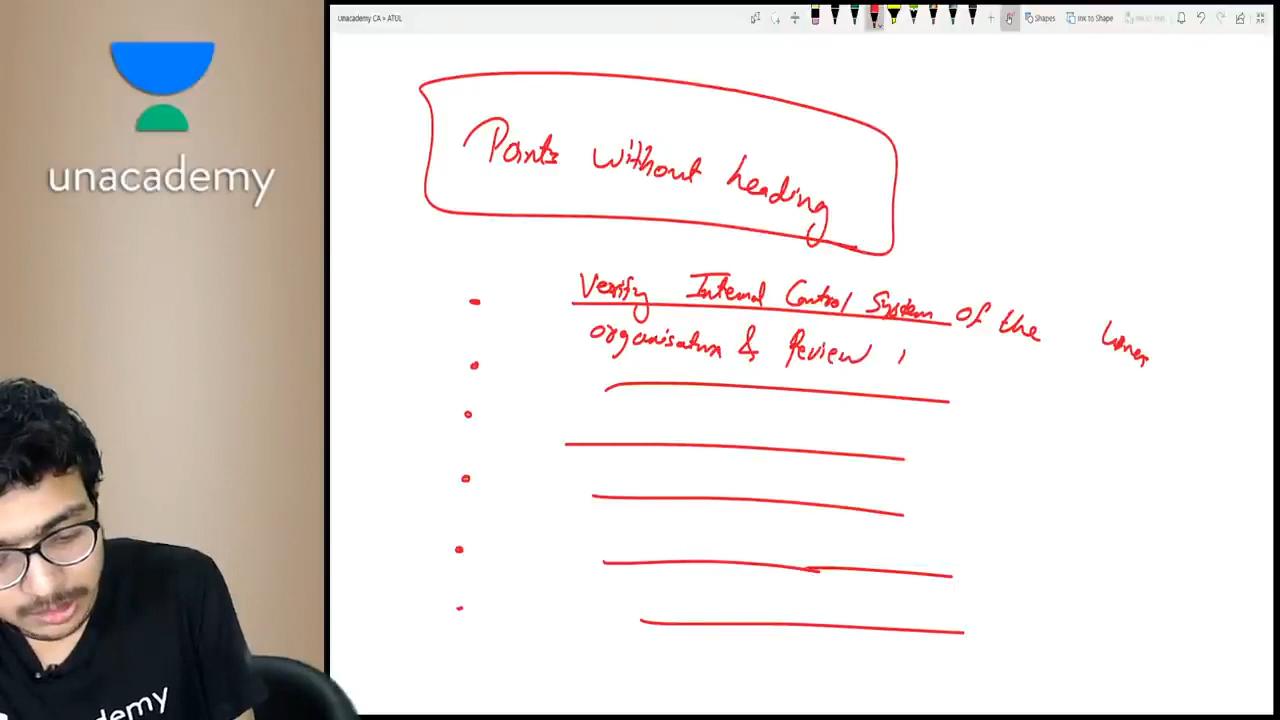 unacademy CA > ATUL
Shapes
Ink to Shape
unacademy
Points without heading
Verify Internal Control System of the
organisation & Review
demy